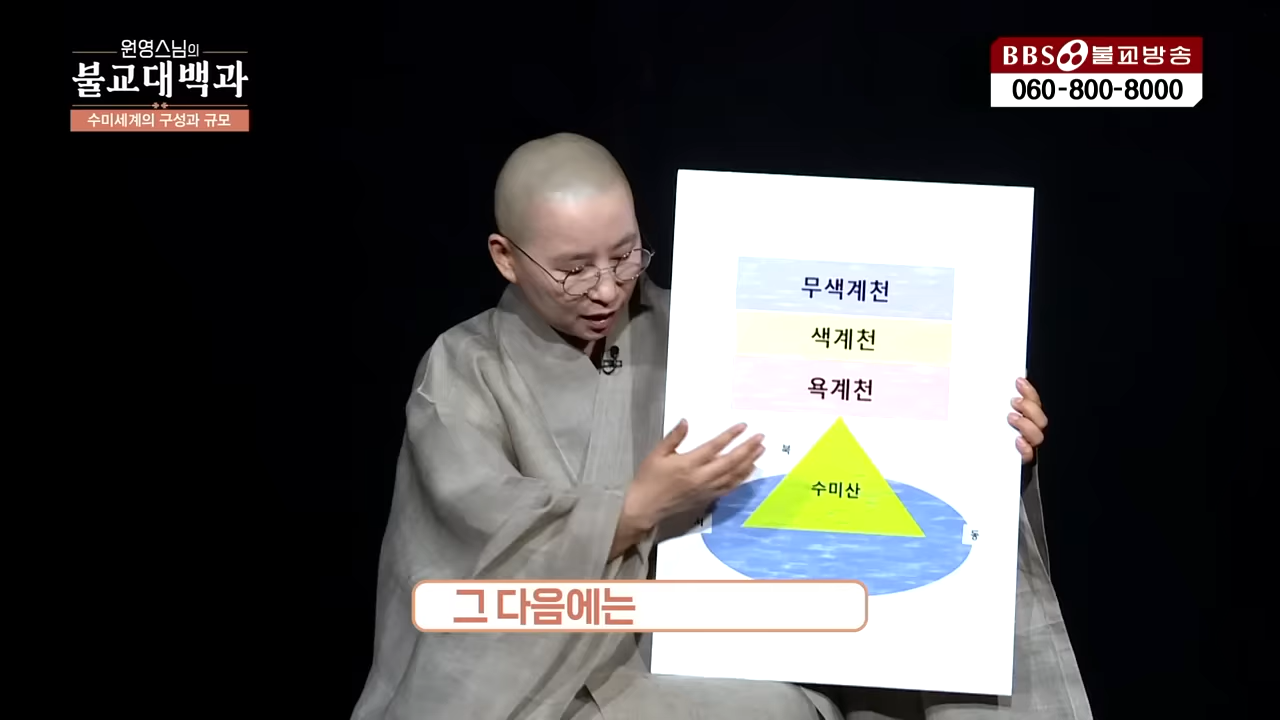 원영스님의
불교대백과
수미세계의 구성과 규모
BBS 불교방송
060-800-8000
무색계천
색계천
욕계천
북
수미산
동
그 다음에는